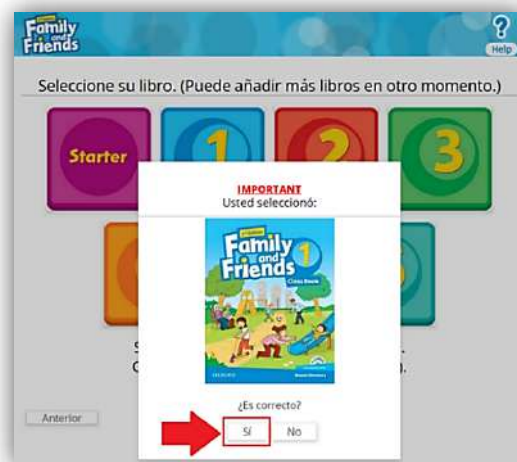 Family
and
Friends
?
Help
Seleccione su libro. (Puede añadir más libros en otro momento.)
Starter
1
2
3
IMPORTANT
Usted seleccionó:
Family
and
Friends
1
Class Book
OXFORD
¿Es correcto?
Anterior
Sí
No